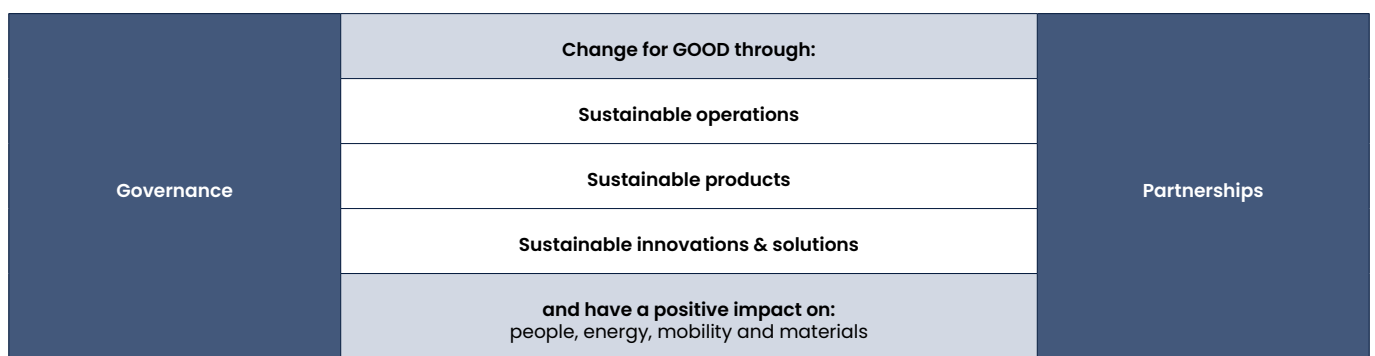 Governance
Change for GOOD through:
Sustainable operations
Sustainable products
Sustainable innovations & solutions
and have a positive impact on:
people, energy, mobility and materials
Partnerships